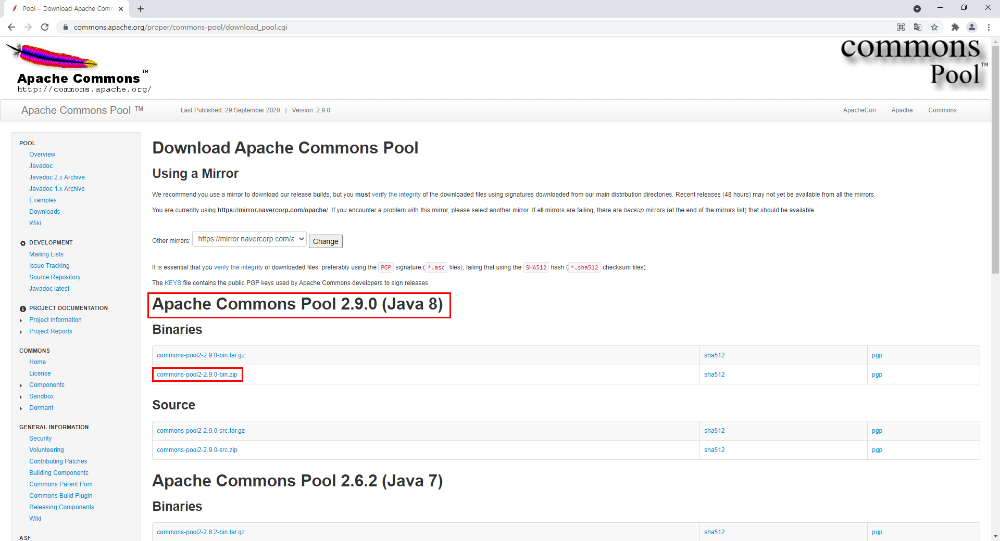 Pool – Download Apache Comm
commons.apache.org/proper/commons-pool/download_pool.cgi
Apache Commons™
http://commons.apache.org/
commons
Pool™
Apache Commons Pool ™
Last Published: 29 September 2020 | Version: 2.9.0
ApacheCon Apache Commons
POOL
Overview
Javadoc
Javadoc 2.x Archive
Javadoc 1.x Archive
Examples
Downloads
Wiki
DEVELOPMENT
Mailing Lists
Issue Tracking
Source Repository
Javadoc latest
PROJECT DOCUMENTATION
Project Information
Project Reports
COMMONS
Home
License
Components
Sandbox
Dormant
GENERAL INFORMATION
Security
Volunteering
Contributing Patches
Building Components
Commons Parent Pom
Commons Build Plugin
Releasing Components
Wiki
ASF
Download Apache Commons Pool
Using a Mirror
We recommend you use a mirror to download our release builds, but you must verify the integrity of the downloaded files using signatures downloaded from our main distribution directories. Recent releases (48 hours) may not yet be available from all the mirrors.
You are currently using https://mirror.navercorp.com/apache/. If you encounter a problem with this mirror, please select another mirror. If all mirrors are failing, there are backup mirrors (at the end of the mirrors list) that should be available.
Other mirrors: https://mirror.navercorp.com/a Change
It is essential that you verify the integrity of downloaded files, preferably using the PGP signature (*.asc files); failing that using the SHA512 hash (*.sha512 checksum files).
The KEYS file contains the public PGP keys used by Apache Commons developers to sign releases.
Apache Commons Pool 2.9.0 (Java 8)
Binaries
commons-pool2-2.9.0-bin.tar.gz sha512 pgp
commons-pool2-2.9.0-bin.zip sha512 pgp
Source
commons-pool2-2.9.0-src.tar.gz sha512 pgp
commons-pool2-2.9.0-src.zip sha512 pgp
Apache Commons Pool 2.6.2 (Java 7)
Binaries
commons-pool2-2.6.2-bin.tar.gz sha512 pgp